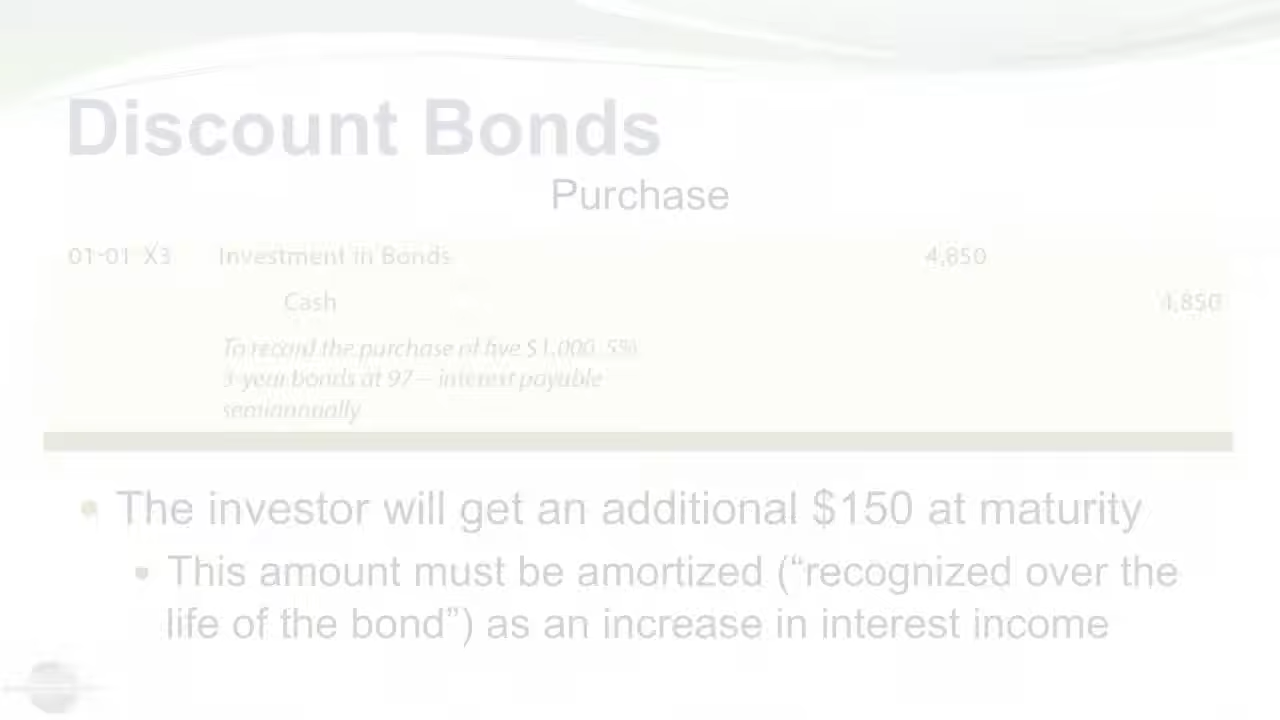 Discount Bonds
Purchase
01-01-X3 Investment in Bonds 4,850
Cash 4,850
To record the purchase of five $1,000, 5%,
3-year bonds at 97 – interest payable
semiannually
• The investor will get an additional $150 at maturity
• This amount must be amortized (“recognized over the
life of the bond”) as an increase in interest income